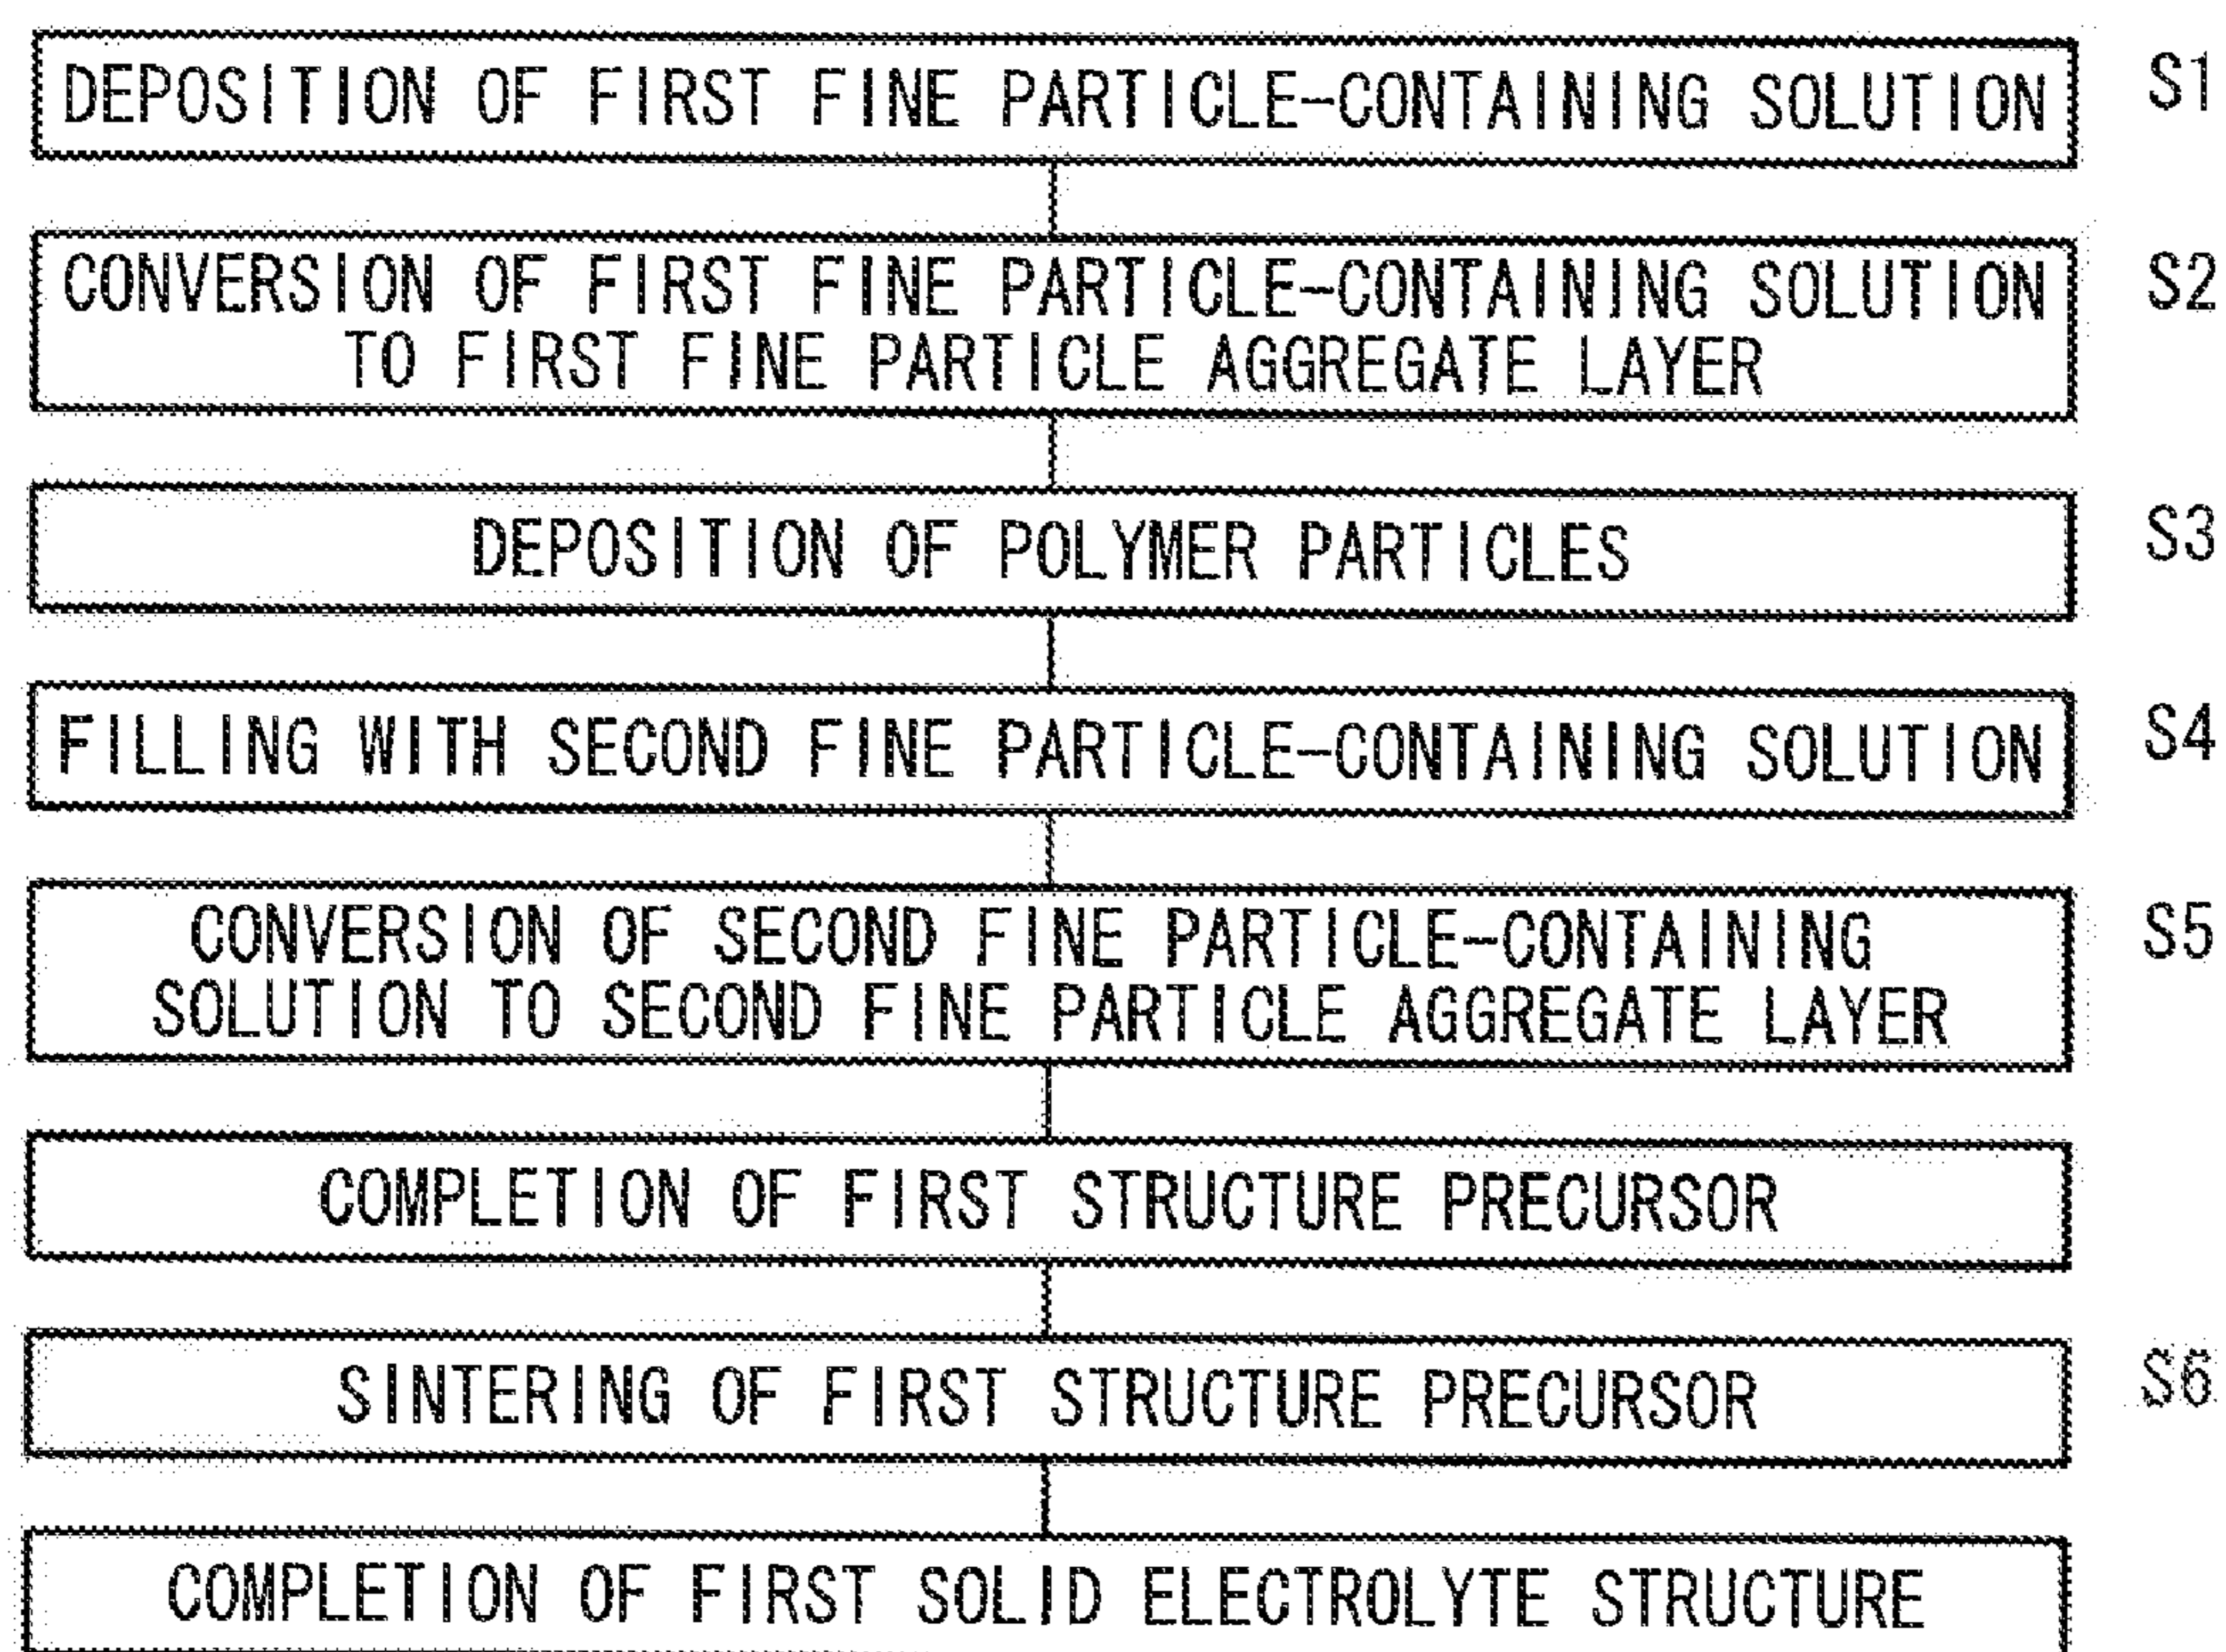 DEPOSITION OF FIRST FINE PARTICLE-CONTAINING SOLUTION S1
CONVERSION OF FIRST FINE PARTICLE-CONTAINING SOLUTION S2
TO FIRST FINE PARTICLE AGGREGATE LAYER
DEPOSITION OF POLYMER PARTICLES S3
FILLING WITH SECOND FINE PARTICLE-CONTAINING SOLUTION S4
CONVERSION OF SECOND FINE PARTICLE-CONTAINING S5
SOLUTION TO SECOND FINE PARTICLE AGGREGATE LAYER
COMPLETION OF FIRST STRUCTURE PRECURSOR
SINTERING OF FIRST STRUCTURE PRECURSOR S6
COMPLETION OF FIRST SOLID ELECTROLYTE STRUCTURE